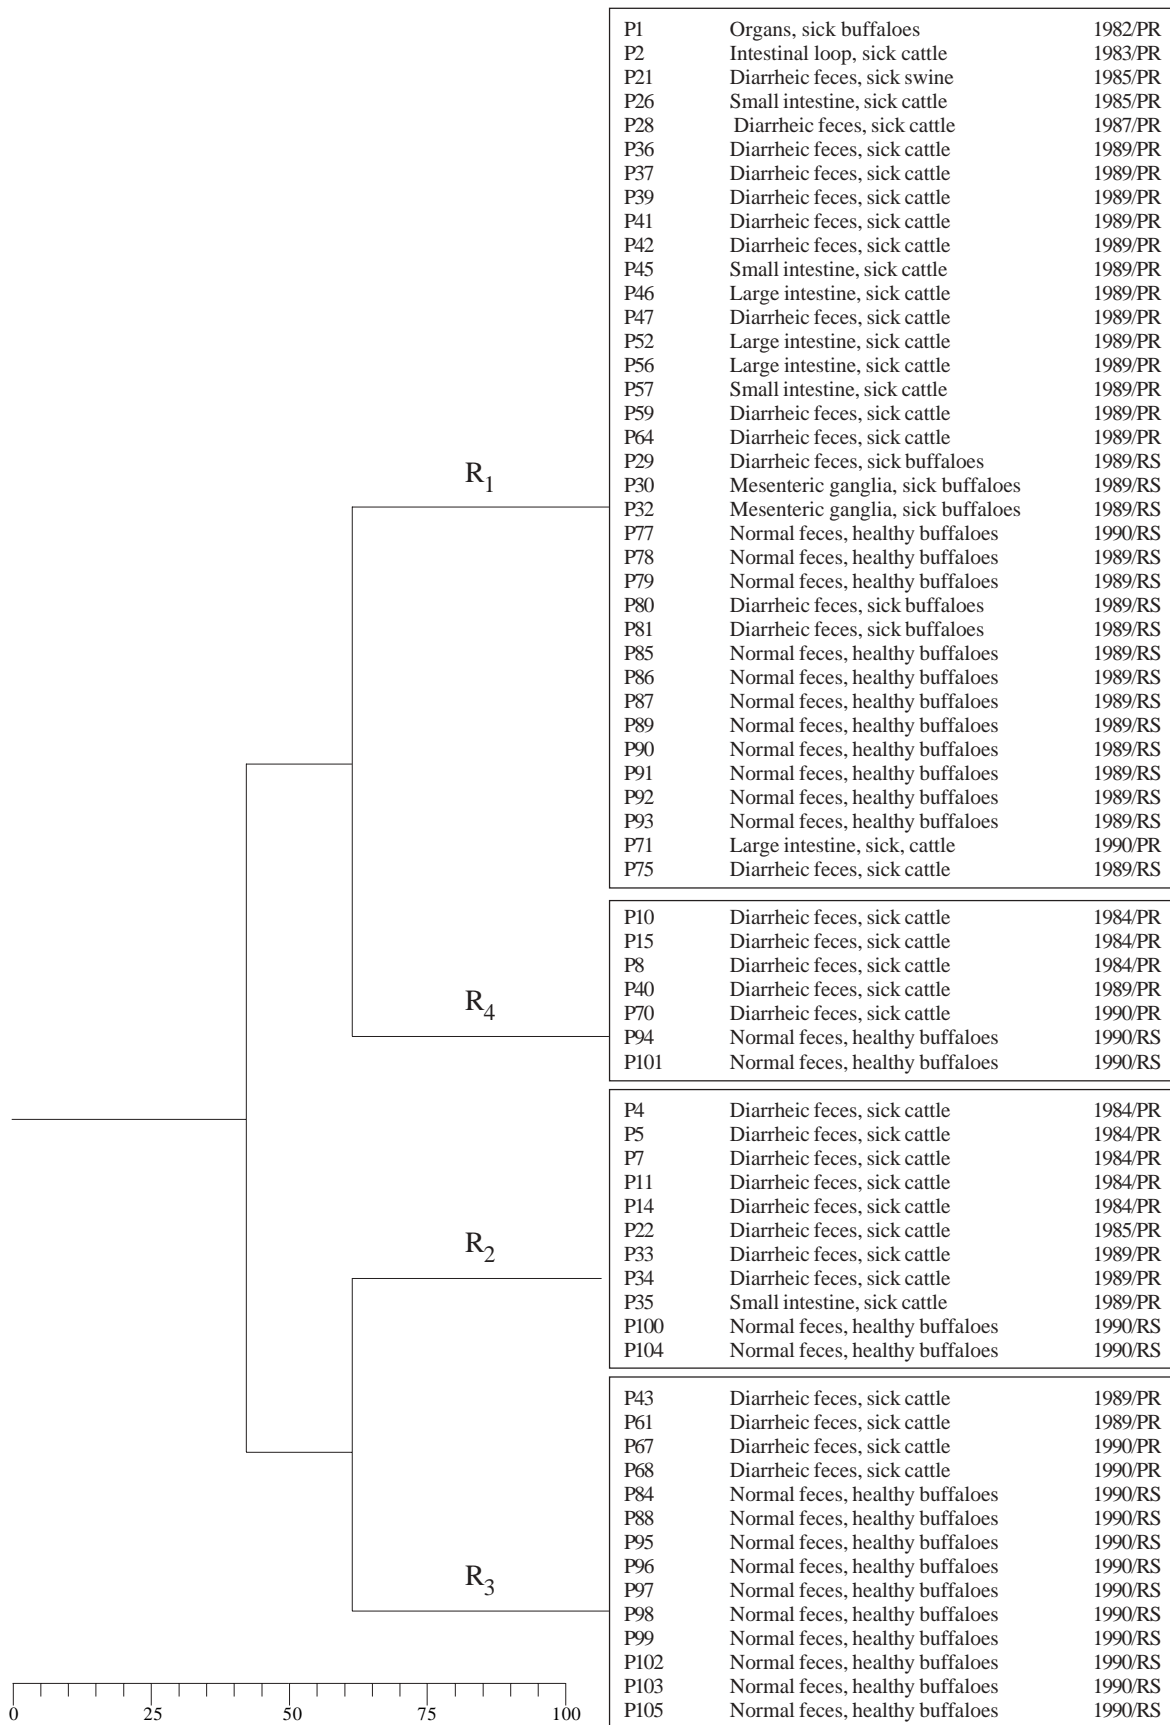 P1 Organs, sick buffaloes 1982/PR
P2 Intestinal loop, sick cattle 1983/PR
P21 Diarrheic feces, sick swine 1985/PR
P26 Small intestine, sick cattle 1985/PR
P28 Diarrheic feces, sick cattle 1987/PR
P36 Diarrheic feces, sick cattle 1989/PR
P37 Diarrheic feces, sick cattle 1989/PR
P39 Diarrheic feces, sick cattle 1989/PR
P41 Diarrheic feces, sick cattle 1989/PR
P42 Diarrheic feces, sick cattle 1989/PR
P45 Small intestine, sick cattle 1989/PR
P46 Large intestine, sick cattle 1989/PR
P47 Diarrheic feces, sick cattle 1989/PR
P52 Large intestine, sick cattle 1989/PR
P56 Large intestine, sick cattle 1989/PR
P57 Small intestine, sick cattle 1989/PR
P59 Diarrheic feces, sick cattle 1989/PR
P64 Diarrheic feces, sick cattle 1989/PR
P29 Diarrheic feces, sick buffaloes 1989/RS
R1
P30 Mesenteric ganglia, sick buffaloes 1989/RS
P32 Mesenteric ganglia, sick buffaloes 1989/RS
P77 Normal feces, healthy buffaloes 1990/RS
P78 Normal feces, healthy buffaloes 1989/RS
P79 Normal feces, healthy buffaloes 1989/RS
P80 Diarrheic feces, sick buffaloes 1989/RS
P81 Diarrheic feces, sick buffaloes 1989/RS
P85 Normal feces, healthy buffaloes 1989/RS
P86 Normal feces, healthy buffaloes 1989/RS
P87 Normal feces, healthy buffaloes 1989/RS
P89 Normal feces, healthy buffaloes 1989/RS
P90 Normal feces, healthy buffaloes 1989/RS
P91 Normal feces, healthy buffaloes 1989/RS
P92 Normal feces, healthy buffaloes 1989/RS
P93 Normal feces, healthy buffaloes 1989/RS
P71 Large intestine, sick, cattle 1990/PR
P75 Diarrheic feces, sick cattle 1989/RS
P10 Diarrheic feces, sick cattle 1984/PR
P15 Diarrheic feces, sick cattle 1984/PR
P8 Diarrheic feces, sick cattle 1984/PR
P40 Diarrheic feces, sick cattle 1989/PR
R4
P70 Diarrheic feces, sick cattle 1990/PR
P94 Normal feces, healthy buffaloes 1990/RS
P101 Normal feces, healthy buffaloes 1990/RS
P4 Diarrheic feces, sick cattle 1984/PR
P5 Diarrheic feces, sick cattle 1984/PR
P7 Diarrheic feces, sick cattle 1984/PR
P11 Diarrheic feces, sick cattle 1984/PR
P14 Diarrheic feces, sick cattle 1984/PR
P22 Diarrheic feces, sick cattle 1985/PR
R2
P33 Diarrheic feces, sick cattle 1989/PR
P34 Diarrheic feces, sick cattle 1989/PR
P35 Small intestine, sick cattle 1989/PR
P100 Normal feces, healthy buffaloes 1990/RS
P104 Normal feces, healthy buffaloes 1990/RS
P43 Diarrheic feces, sick cattle 1989/PR
P61 Diarrheic feces, sick cattle 1989/PR
P67 Diarrheic feces, sick cattle 1990/PR
P68 Diarrheic feces, sick cattle 1990/PR
P84 Normal feces, healthy buffaloes 1990/RS
P88 Normal feces, healthy buffaloes 1990/RS
P95 Normal feces, healthy buffaloes 1990/RS
P96 Normal feces, healthy buffaloes 1990/RS
R3
P97 Normal feces, healthy buffaloes 1990/RS
P98 Normal feces, healthy buffaloes 1990/RS
P99 Normal feces, healthy buffaloes 1990/RS
P102 Normal feces, healthy buffaloes 1990/RS
P103 Normal feces, healthy buffaloes 1990/RS
P105 Normal feces, healthy buffaloes 1990/RS
0 25 50 75 100